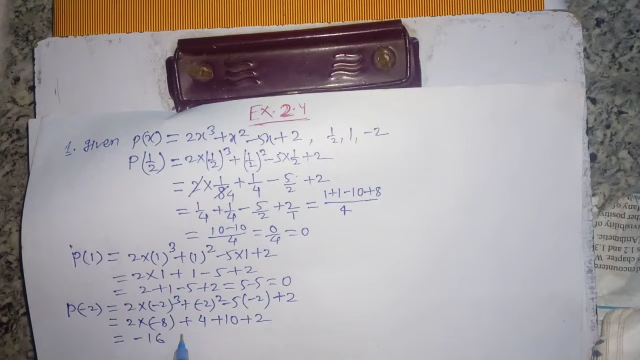 EX. 2.4
1. given p(x) = 2x³+x²-5x+2, ½, 1, -2
P(½) = 2×(½)³+(½)²-5×½+2
= 2×1/84+1/4-5/2+2
= 1/4+1/4-5/2+2/1 = 1+1-10+8/4
= 10-10/4 = 0/4 = 0
P(1) = 2×(1)³+(1)²-5×1+2
= 2×1+1-5+2
= 2+1-5+2=5-5=0
P(-2) = 2×(-2)³+(-2)²-5(-2)+2
= 2×(-8)+4+10+2
= -16